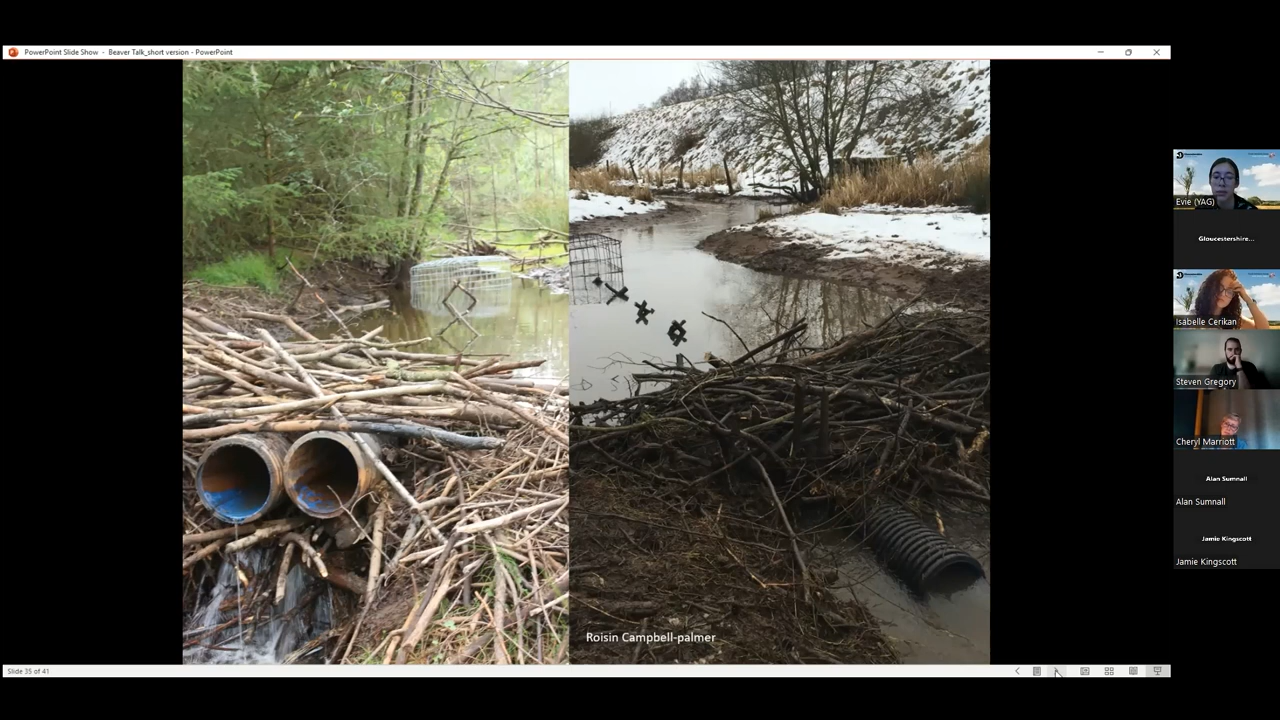 PowerPoint Slide Show - Beaver Talk_short version - PowerPoint
Roisin Campbell-palmer
Slide 35 of 41
Evie (YAG)
Gloucestershire...
Isabelle Cerikan
Steven Gregory
Cheryl Marriott
Alan Sumnall
Alan Sumnall
Jamie Kingscott
Jamie Kingscott